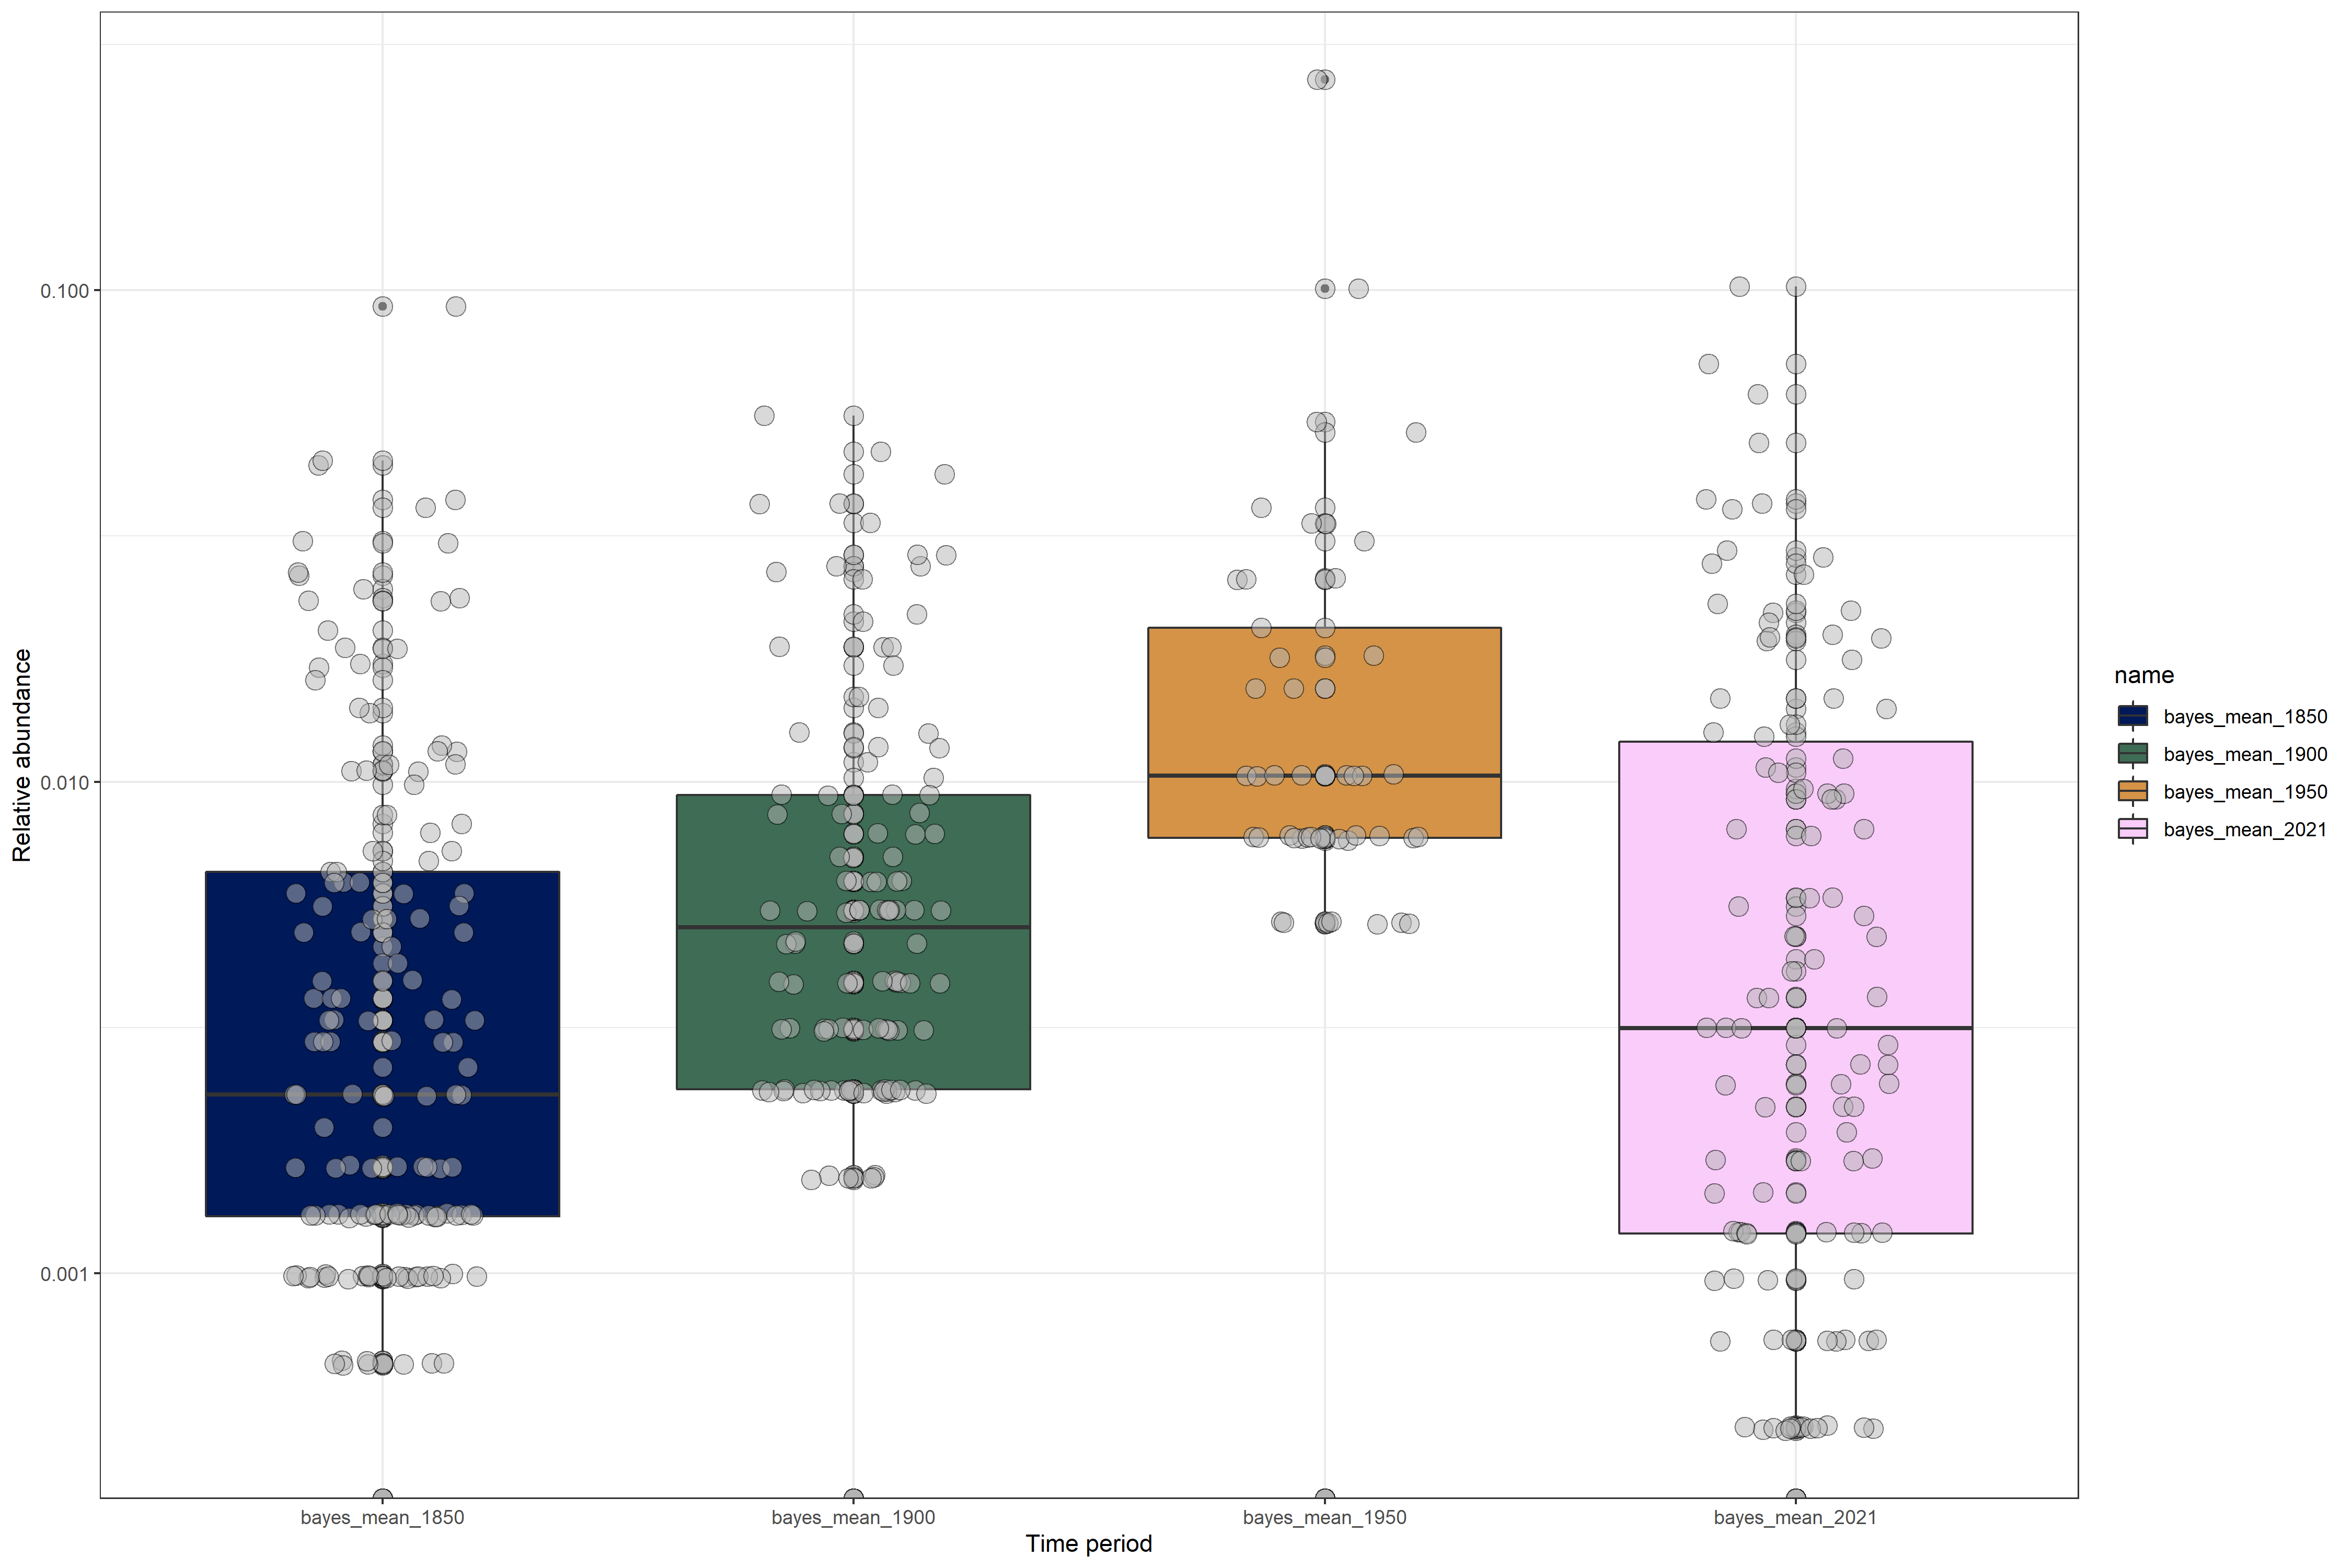 Relative abundance
0.100
0.010
0.001
bayes_mean_1850
bayes_mean_1900
bayes_mean_1950
bayes_mean_2021
Time period
name
bayes_mean_1850
bayes_mean_1900
bayes_mean_1950
bayes_mean_2021